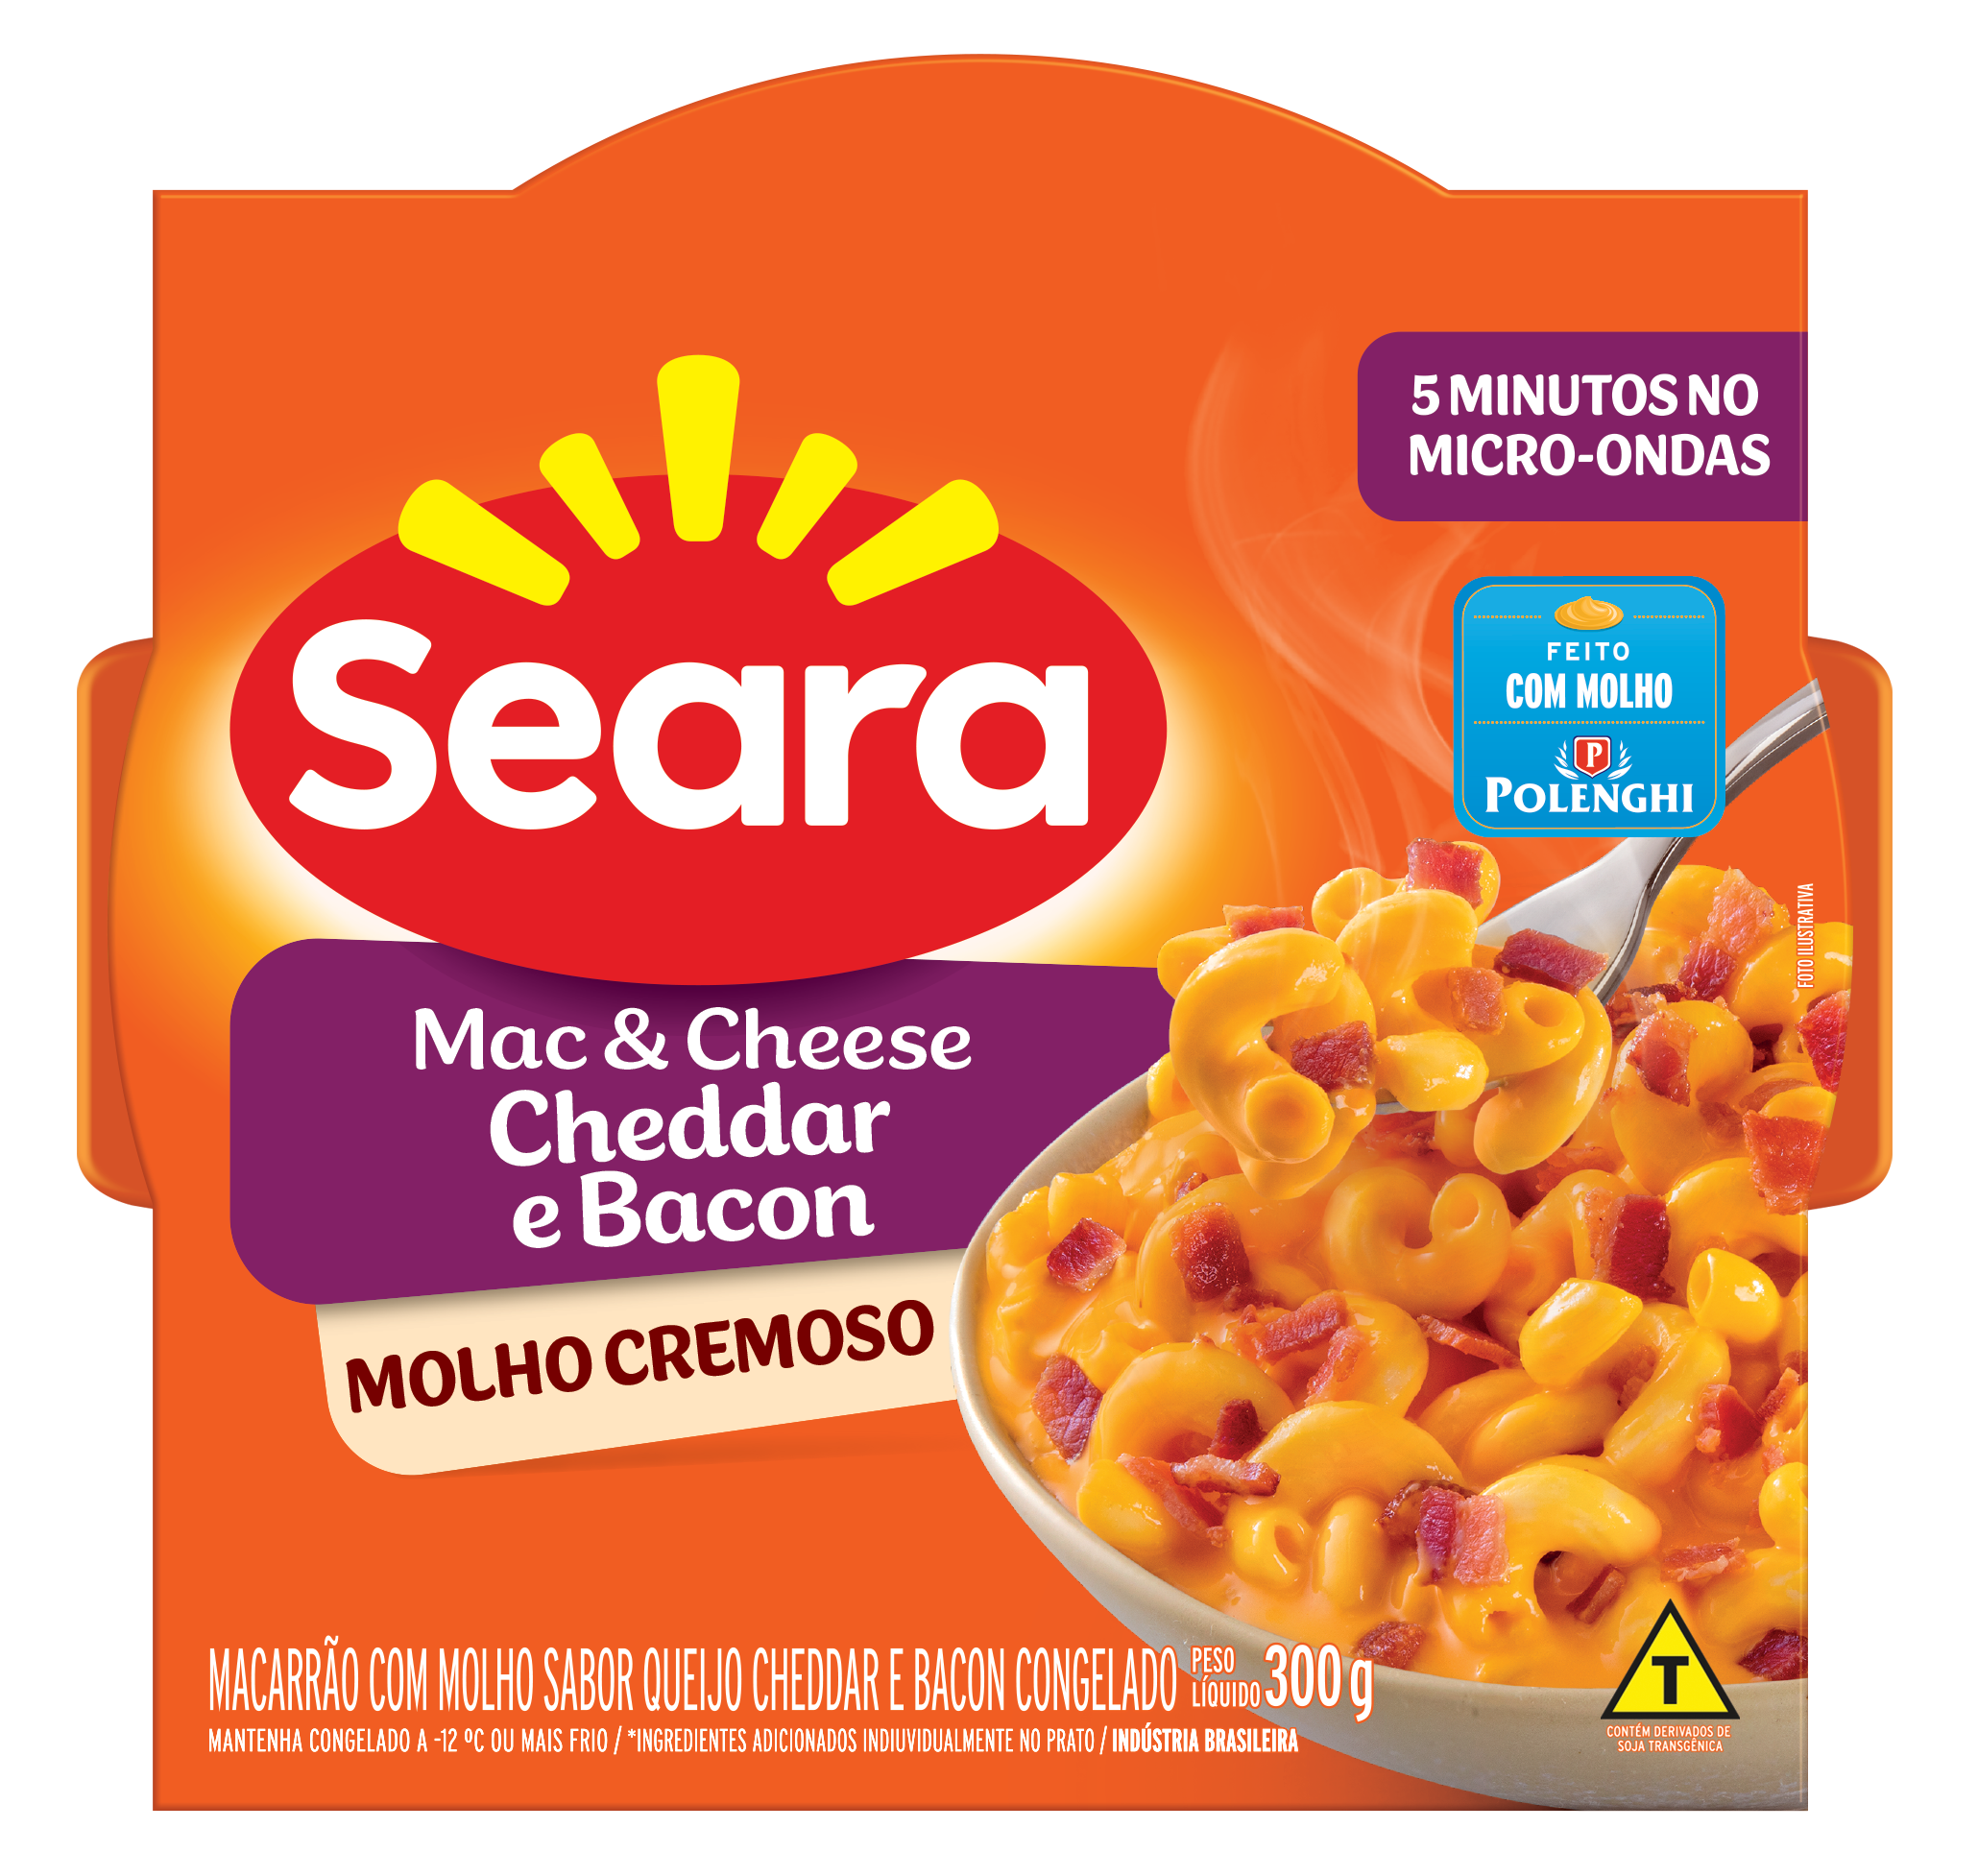 5 MINUTOS NO
MICRO-ONDAS
Seara
FEITO
COM MOLHO
P
POLENGHI
FOTO ILUSTRATIVA
Mac & Cheese
Cheddar
e Bacon
MOLHO CREMOSO
MACARRÃO COM MOLHO SABOR QUEIJO CHEDDAR E BACON CONGELADO PESO LÍQUIDO 300 g
MANTENHA CONGELADO A -12 ºC OU MAIS FRIO / *INGREDIENTES ADICIONADOS INDIUVIDUALMENTE NO PRATO / INDÚSTRIA BRASILEIRA
T
CONTÉM DERIVADOS DE
SOJA TRANSGÊNICA